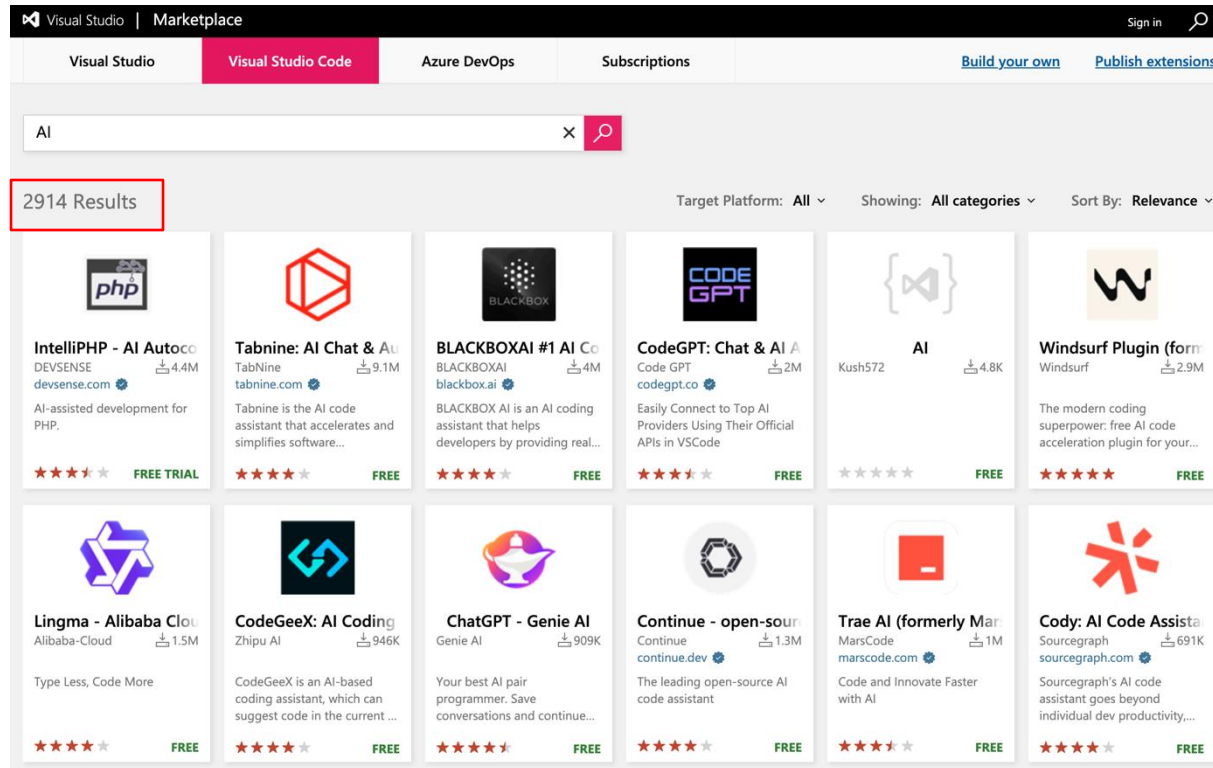 Visual Studio | Marketplace
Sign in
Visual Studio
Visual Studio Code
Azure DevOps
Subscriptions
Build your own
Publish extensions
AI
2914 Results
Target Platform: All
Showing: All categories
Sort By: Relevance
php
IntelliPHP - AI Autoco
DEVSENSE 4.4M
devsense.com
AI-assisted development for
PHP.
FREE TRIAL
Tabnine: AI Chat & Au
TabNine 9.1M
tabnine.com
Tabnine is the AI code
assistant that accelerates and
simplifies software...
FREE
BLACKBOX
BLACKBOXAI #1 AI Co
BLACKBOXAI 4M
blackbox.ai
BLACKBOX AI is an AI coding
assistant that helps
developers by providing real...
FREE
CODE
GPT
CodeGPT: Chat & AI A
Code GPT 2M
codegpt.co
Easily Connect to Top AI
Providers Using Their Official
APIs in VSCode
FREE
AI
Kush572 4.8K
FREE
Windsurf Plugin (form
Windsurf 2.9M
The modern coding
superpower: free AI code
acceleration plugin for your...
FREE
Lingma - Alibaba Clou
Alibaba-Cloud 1.5M
Type Less, Code More
FREE
CodeGeeX: AI Coding
Zhipu AI 946K
CodeGeeX is an AI-based
coding assistant, which can
suggest code in the current ...
FREE
ChatGPT - Genie AI
Genie AI 909K
Your best AI pair
programmer. Save
conversations and continue...
FREE
Continue - open-sour
Continue 1.3M
continue.dev
The leading open-source AI
code assistant
FREE
Trae AI (formerly Mar
MarsCode 1M
marscode.com
Code and Innovate Faster
with AI
FREE
Cody: AI Code Assista
Sourcegraph 691K
sourcegraph.com
Sourcegraph's AI code
assistant goes beyond
individual dev productivity,...
FREE